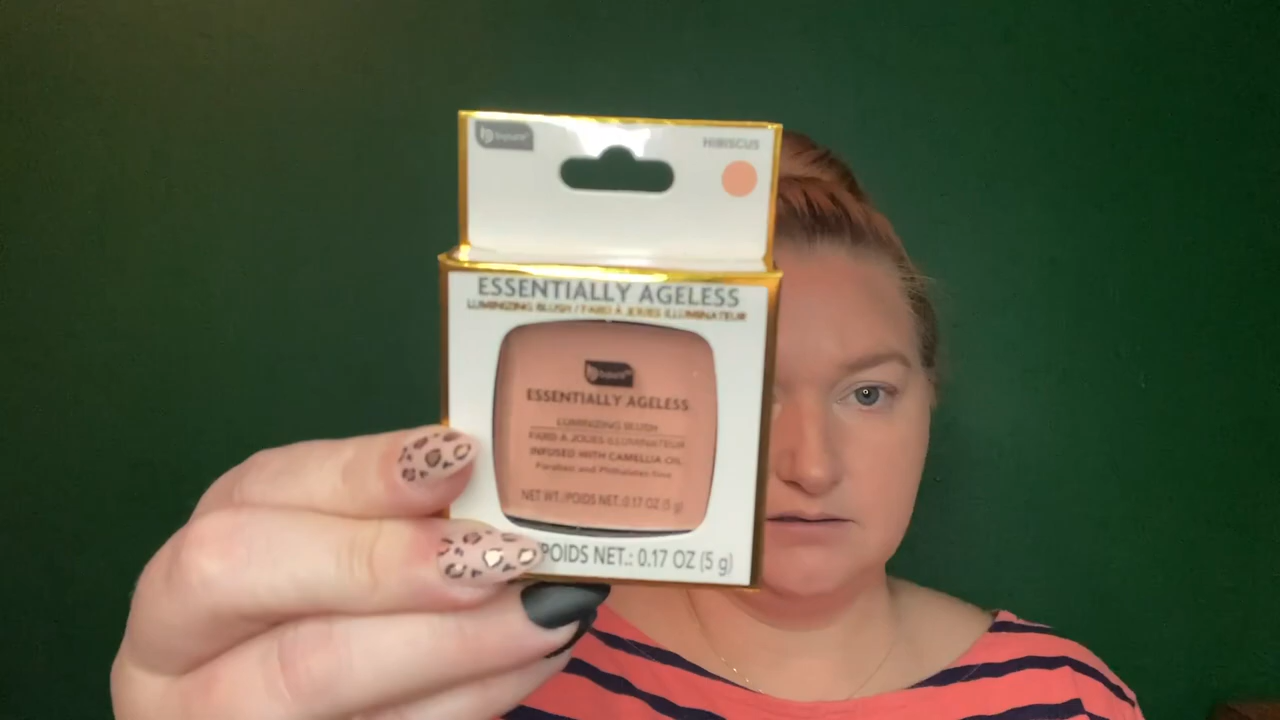 HIBISCUS
ESSENTIALLY AGELESS
LUMINIZING BLUSH / FARD À JOUES ILLUMINATEUR
ESSENTIALLY AGELESS
LUMINIZING BLUSH
FARD À JOUES ILLUMINATEUR
INFUSED WITH CAMELLIA OIL
Paraben and Phthalates free
NET WT./POIDS NET.:0.17 OZ (5 g)
POIDS NET.: 0.17 OZ (5 g)